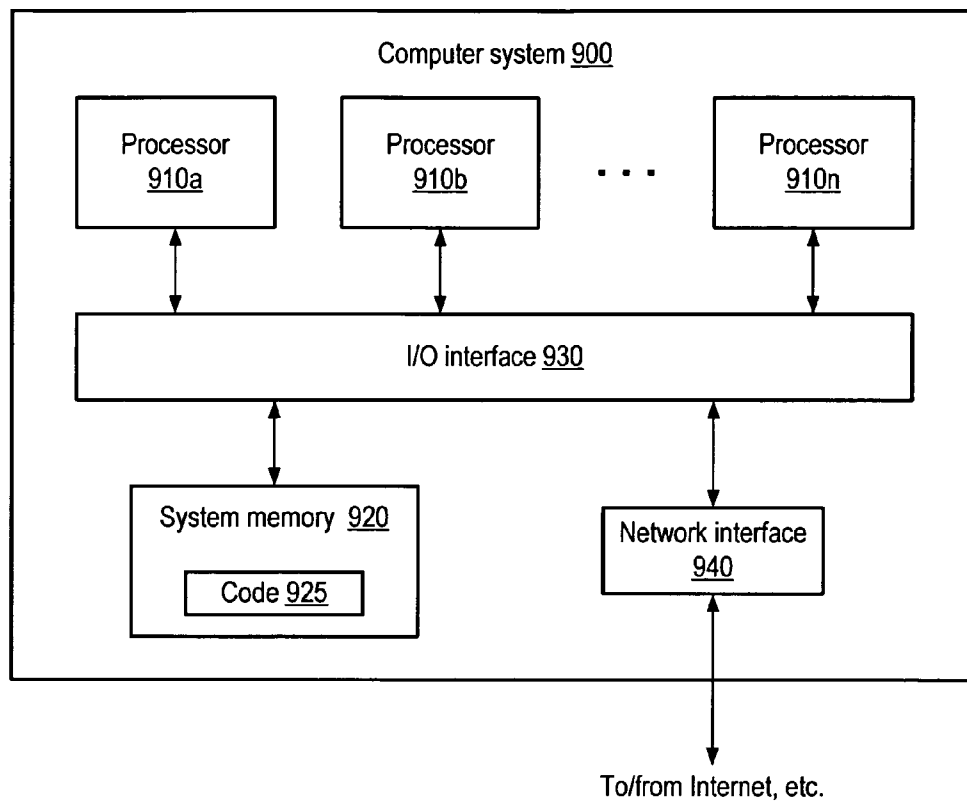 Computer system 900
Processor
910a
Processor
910b
. . .
Processor
910n
I/O interface 930
System memory 920
Code 925
Network interface
940
To/from Internet, etc.